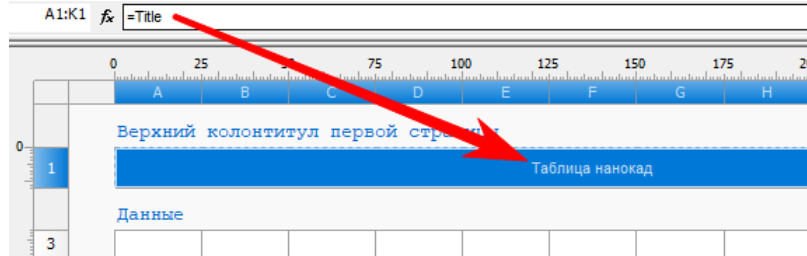 A1:K1 fx =Title
0 25 75 100 125 150 175
A B C D E F G H
Верхний колонтитул первой
0
1 Таблица нанокад
Данные
3